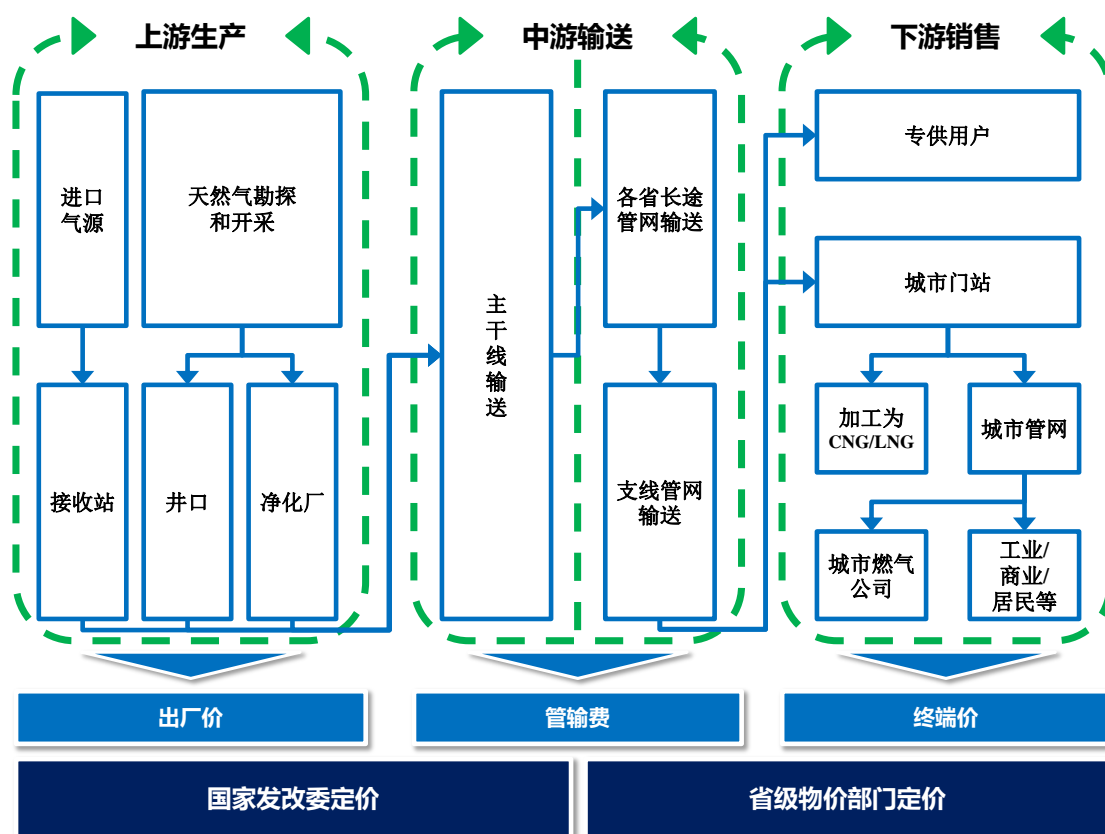 上游生产
中游输送
下游销售
进口
气源
天然气勘探
和开采
接收站
井口
净化厂
主
干
线
输
送
各省长途
管网输送
支线管网
输送
专供用户
城市门站
加工为
CNG/LNG
城市管网
城市燃气
公司
工业/
商业/
居民等
出厂价
管输费
终端价
国家发改委定价
省级物价部门定价